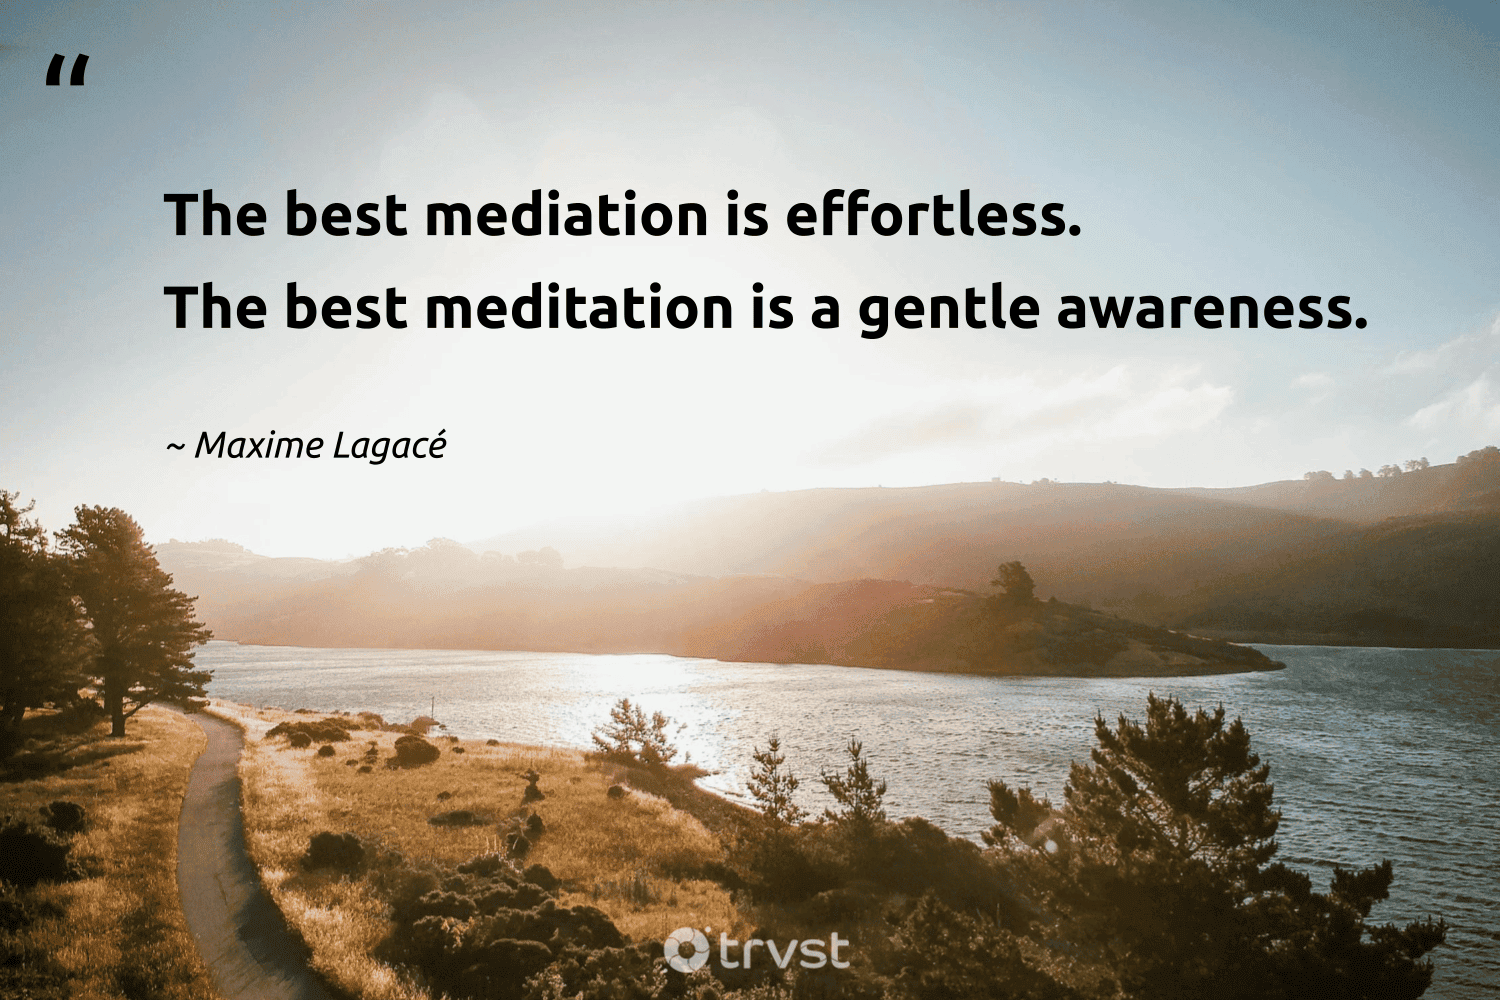 “
The best mediation is effortless.
The best meditation is a gentle awareness.
~ Maxime Lagacé
trvst